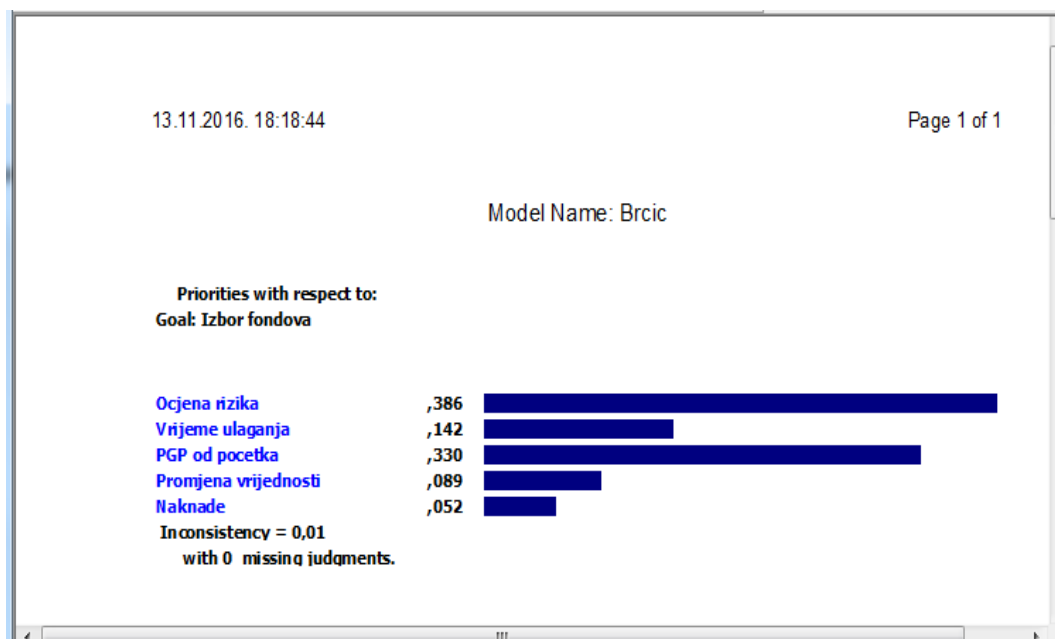 13.11.2016. 18:18:44 Page 1 of 1
Model Name: Brcic
Priorities with respect to:
Goal: Izbor fondova
Ocjena rizika ,386
Vrijeme ulaganja ,142
PGP od pocetka ,330
Promjena vrijednosti ,089
Naknade ,052
Inconsistency = 0,01
with 0 missing judgments.